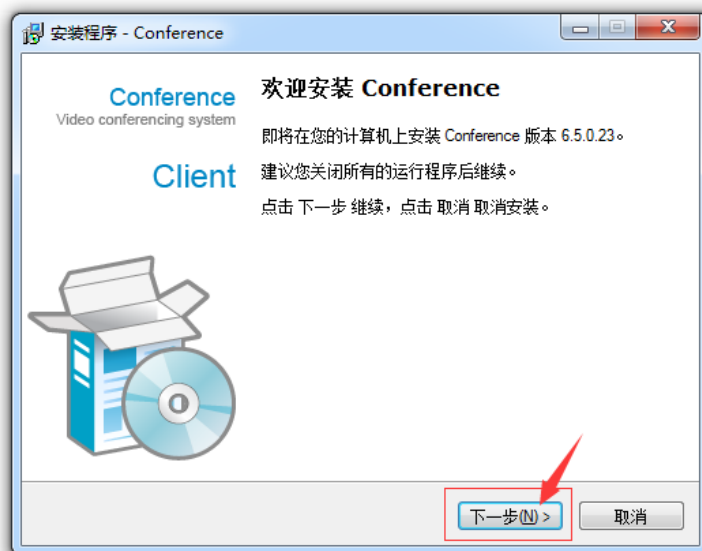 安装程序 - Conference
Conference
Video conferencing system
Client
欢迎安装 Conference
即将在您的计算机上安装 Conference 版本 6.5.0.23。
建议您关闭所有的运行程序后继续。
点击 下一步 继续，点击 取消 取消安装。
下一步(N) >
取消